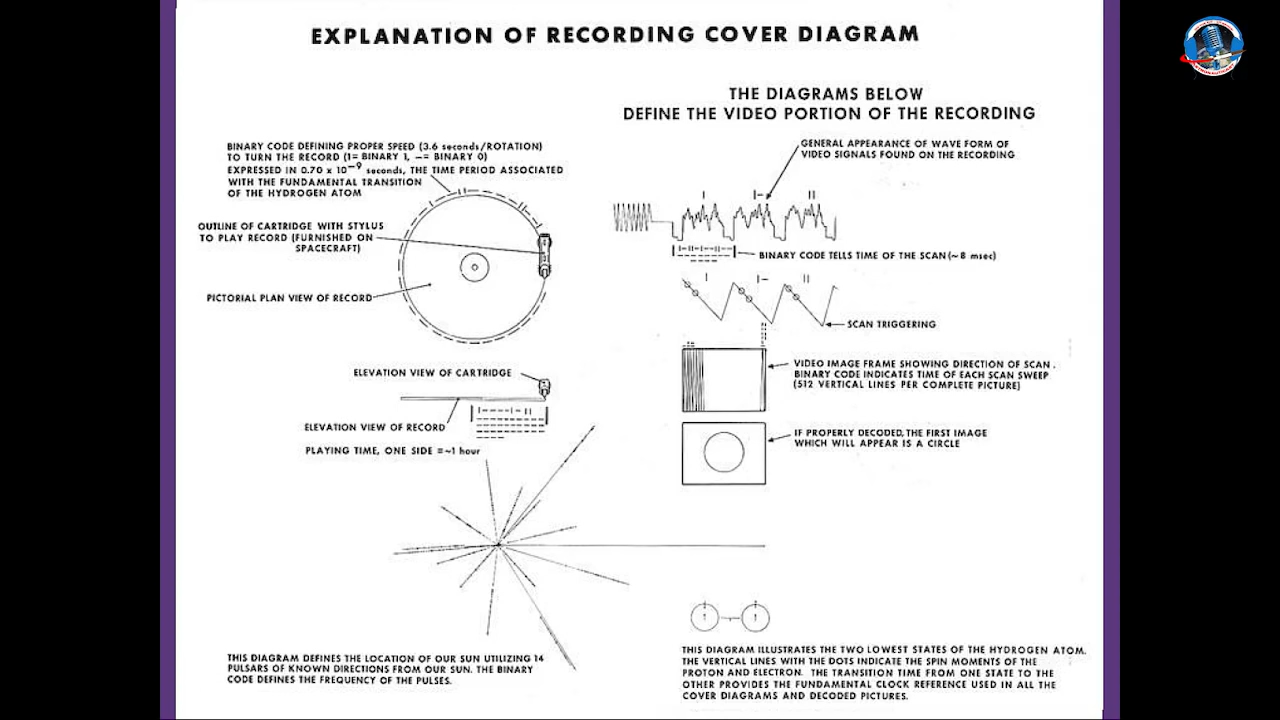 EXPLANATION OF RECORDING COVER DIAGRAM
THE DIAGRAMS BELOW
DEFINE THE VIDEO PORTION OF THE RECORDING
BINARY CODE DEFINING PROPER SPEED (3.6 seconds/ROTATION)
TO TURN THE RECORD (1= BINARY 1, —= BINARY 0)
EXPRESSED IN 0.70 x 10⁻⁹ seconds, THE TIME PERIOD ASSOCIATED
WITH THE FUNDAMENTAL TRANSITION
OF THE HYDROGEN ATOM
OUTLINE OF CARTRIDGE WITH STYLUS
TO PLAY RECORD (FURNISHED ON
SPACECRAFT)
PICTORIAL PLAN VIEW OF RECORD
ELEVATION VIEW OF CARTRIDGE
ELEVATION VIEW OF RECORD
PLAYING TIME, ONE SIDE =~1 hour
THIS DIAGRAM DEFINES THE LOCATION OF OUR SUN UTILIZING 14
PULSARS OF KNOWN DIRECTIONS FROM OUR SUN. THE BINARY
CODE DEFINES THE FREQUENCY OF THE PULSES.
GENERAL APPEARANCE OF WAVE FORM OF
VIDEO SIGNALS FOUND ON THE RECORDING
BINARY CODE TELLS TIME OF THE SCAN (~8 msec)
SCAN TRIGGERING
VIDEO IMAGE FRAME SHOWING DIRECTION OF SCAN.
BINARY CODE INDICATES TIME OF EACH SCAN SWEEP
(512 VERTICAL LINES PER COMPLETE PICTURE)
IF PROPERLY DECODED, THE FIRST IMAGE
WHICH WILL APPEAR IS A CIRCLE
THIS DIAGRAM ILLUSTRATES THE TWO LOWEST STATES OF THE HYDROGEN ATOM.
THE VERTICAL LINES WITH THE DOTS INDICATE THE SPIN MOMENTS OF THE
PROTON AND ELECTRON. THE TRANSITION TIME FROM ONE STATE TO THE
OTHER PROVIDES THE FUNDAMENTAL CLOCK REFERENCE USED IN ALL THE
COVER DIAGRAMS AND DECODED PICTURES.